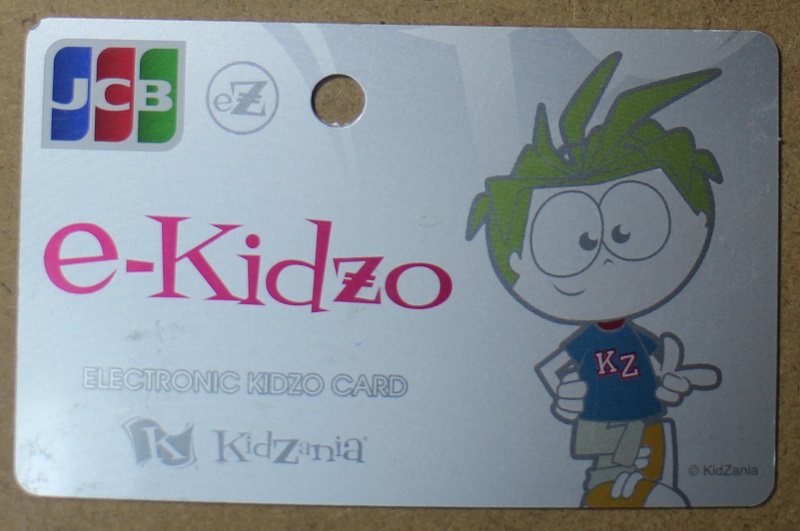 JCB
eZ
e-Kidzo
ELECTRONIC KIDZO CARD
K KidZania
KZ
© KidZania